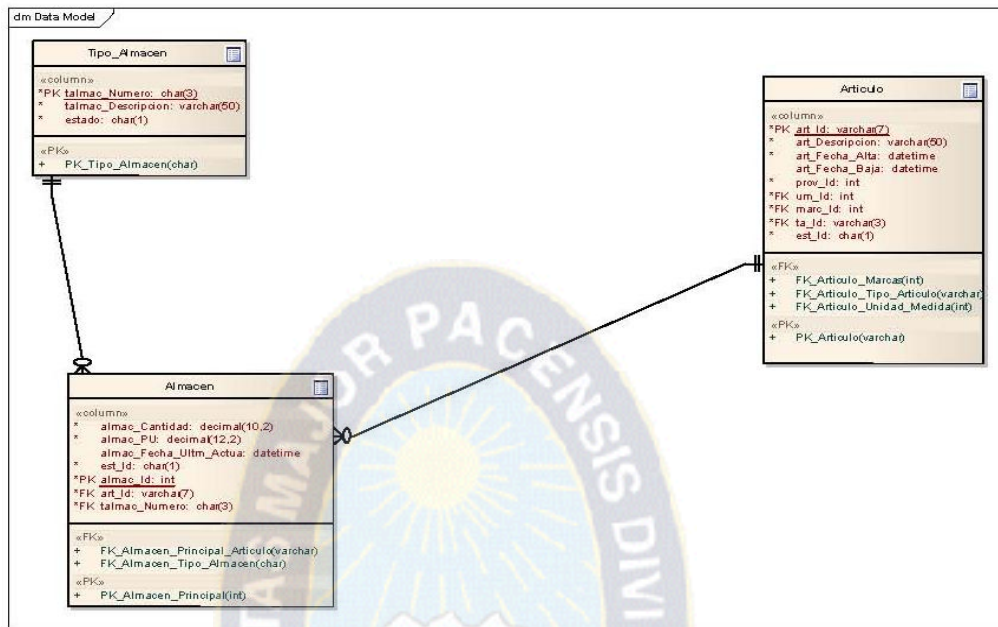 dm Data Model
Tipo_Almacen
«column»
*PK talmac_Numero: char(3)
* talmac_Descripcion: varchar(50)
* estado: char(1)
«PK»
+ PK_Tipo_Almacen(char)
Articulo
«column»
*PK art_Id: varchar(7)
* art_Descripcion: varchar(50)
* art_Fecha_Alta: datetime
art_Fecha_Baja: datetime
* prov_Id: int
*FK um_Id: int
*FK marc_Id: int
*FK ta_Id: varchar(3)
* est_Id: char(1)
«FK»
+ FK_Articulo_Marcas(int)
+ FK_Articulo_Tipo_Articulo(varchar)
+ FK_Articulo_Unidad_Medida(int)
«PK»
+ PK_Articulo(varchar)
Almacen
«column»
* almac_Cantidad: decimal(10,2)
* almac_PU: decimal(12,2)
almac_Fecha_Ultm_Actua: datetime
* est_Id: char(1)
*PK almac_Id: int
*FK art_Id: varchar(7)
*FK talmac_Numero: char(3)
«FK»
+ FK_Almacen_Principal_Articulo(varchar)
+ FK_Almacen_Tipo_Almacen(char)
«PK»
+ PK_Almacen_Principal(int)
TAS MAJOR PACENSIS DIVI